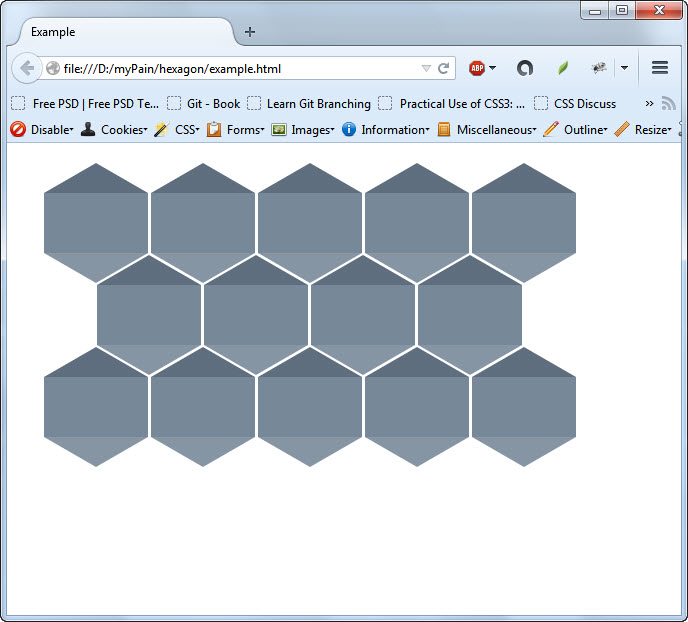 Example
file:///D:/myPain/hexagon/example.html
ABP
Free PSD | Free PSD Te... Git - Book Learn Git Branching Practical Use of CSS3: ... CSS Discuss
Disable Cookies CSS Forms Images Information Miscellaneous Outline Resize